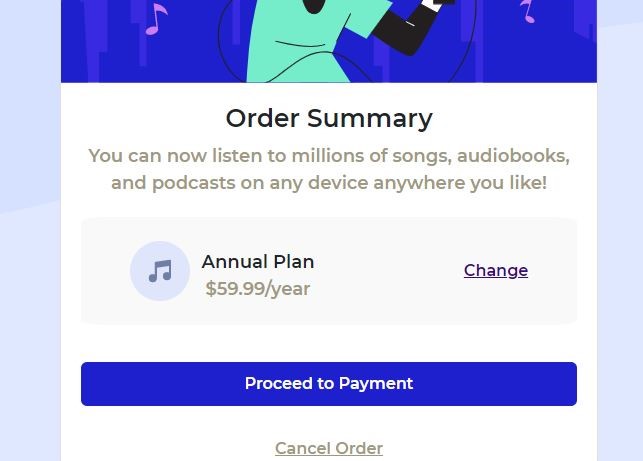 Order Summary
You can now listen to millions of songs, audiobooks,
and podcasts on any device anywhere you like!
Annual Plan
$59.99/year
Change
Proceed to Payment
Cancel Order